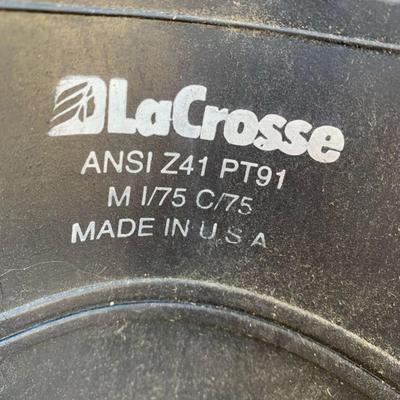 LaCrosse
ANSI Z41 PT91
M I/75 C/75
MADE IN U S A